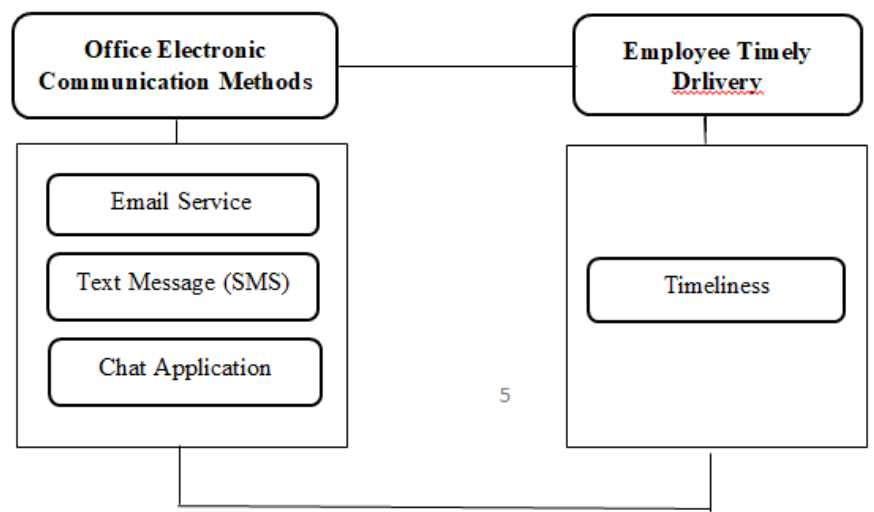 Office Electronic
Communication Methods
Employee Timely
Drlivery
Email Service
Text Message (SMS)
Chat Application
Timeliness
5